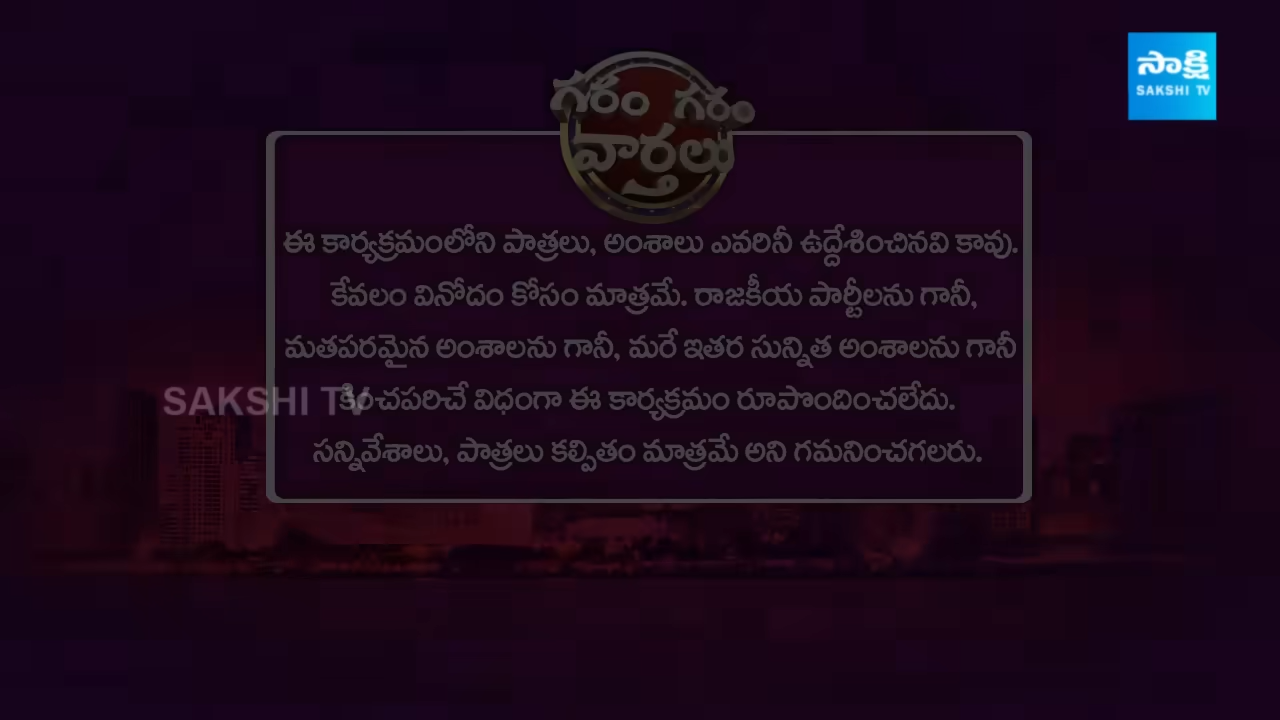 సాక్షి
SAKSHI TV
గరం గరం
వార్తలు
ఈ కార్యక్రమంలోని పాత్రలు, అంశాలు ఎవరినీ ఉద్దేశించినవి కావు.
కేవలం వినోదం కోసం మాత్రమే. రాజకీయ పార్టీలను గానీ,
మతపరమైన అంశాలను గానీ, మరే ఇతర సున్నిత అంశాలను గానీ
కించపరిచే విధంగా ఈ కార్యక్రమం రూపొందించలేదు.
SAKSHI TV
సన్నివేశాలు, పాత్రలు కల్పితం మాత్రమే అని గమనించగలరు.